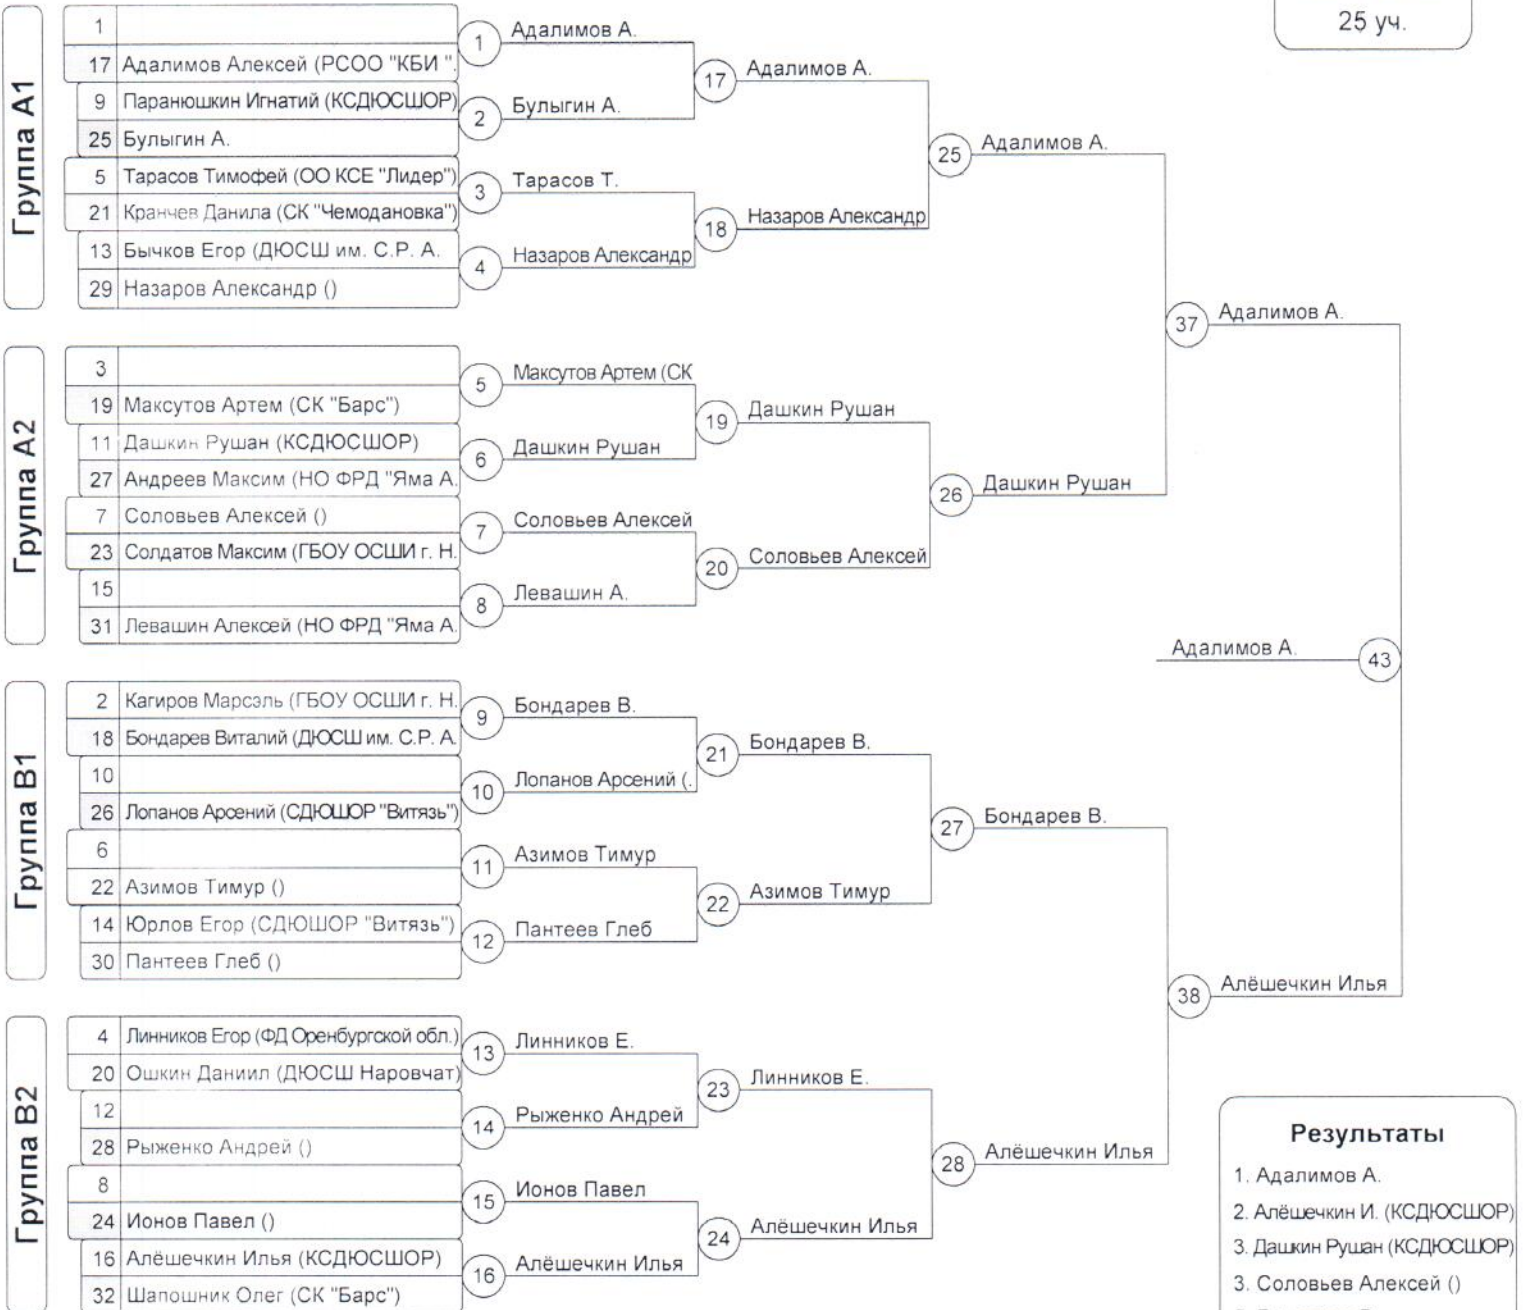 25 уч.
Группа А1
1
17 Адалимов Алексей (РСОО "КБИ ".
9 Паранюшкин Игнатий (КСДЮСШОР)
25 Булыгин А.
5 Тарасов Тимофей (ОО КСЕ "Лидер")
21 Кранчев Данила (СК "Чемодановка")
13 Бычков Егор (ДЮСШ им. С.Р. А.
29 Назаров Александр ()
1 Адалимов А.
2 Булыгин А.
3 Тарасов Т.
4 Назаров Александр
17 Адалимов А.
18 Назаров Александр
25 Адалимов А.
Группа А2
3
19 Максутов Артем (СК "Барс")
11 Дашкин Рушан (КСДЮСШОР)
27 Андреев Максим (НО ФРД "Яма А.
7 Соловьев Алексей ()
23 Солдатов Максим (ГБОУ ОСШИ г. Н.
15
31 Левашин Алексей (НО ФРД "Яма А.
5 Максутов Артем (СК
6 Дашкин Рушан
7 Соловьев Алексей
8 Левашин А.
19 Дашкин Рушан
20 Соловьев Алексей
26 Дашкин Рушан
37 Адалимов А.
Адалимов А. 43
Группа В1
2 Кагиров Марсэль (ГБОУ ОСШИ г. Н.
18 Бондарев Виталий (ДЮСШ им. С.Р. А.
10
26 Лопанов Арсений (СДЮШОР "Витязь")
6
22 Азимов Тимур ()
14 Юрлов Егор (СДЮШОР "Витязь")
30 Пантеев Глеб ()
9 Бондарев В.
10 Лопанов Арсений (.
11 Азимов Тимур
12 Пантеев Глеб
21 Бондарев В.
22 Азимов Тимур
27 Бондарев В.
38 Алёшечкин Илья
Группа В2
4 Линников Егор (ФД Оренбургской обл.)
20 Ошкин Даниил (ДЮСШ Наровчат)
12
28 Рыженко Андрей ()
8
24 Ионов Павел ()
16 Алёшечкин Илья (КСДЮСШОР)
32 Шапошник Олег (СК "Барс")
13 Линников Е.
14 Рыженко Андрей
15 Ионов Павел
16 Алёшечкин Илья
23 Линников Е.
24 Алёшечкин Илья
28 Алёшечкин Илья
Результаты
1. Адалимов А.
2. Алёшечкин И. (КСДЮСШОР)
3. Дашкин Рушан (КСДЮСШОР)
3. Соловьев Алексей ()